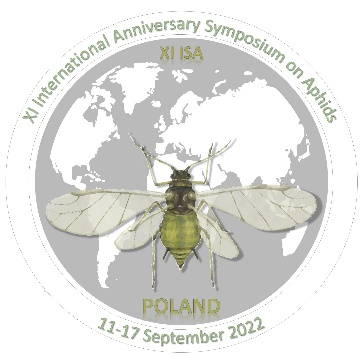 XI International Anniversary Symposium on Aphids
XI ISA
POLAND
11-17 September 2022